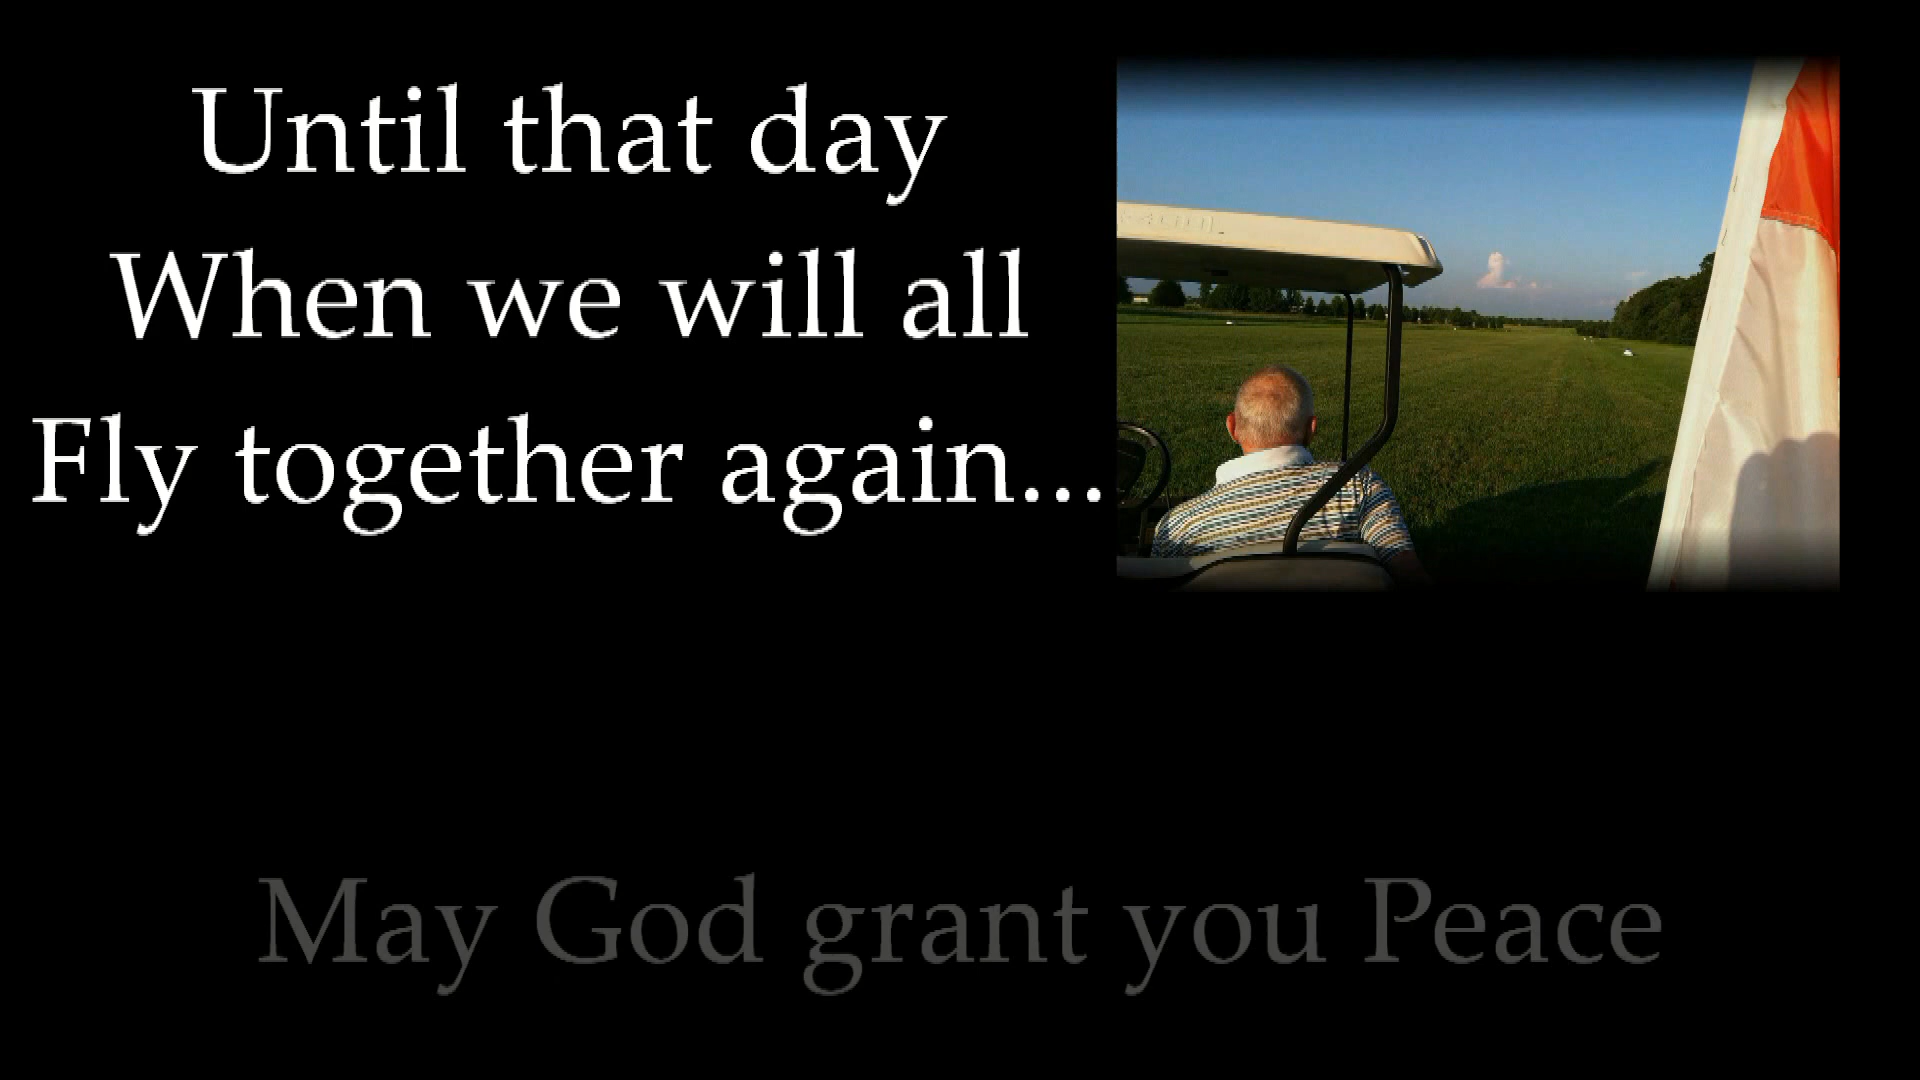 Until that day
When we will all
Fly together again...
May God grant you Peace